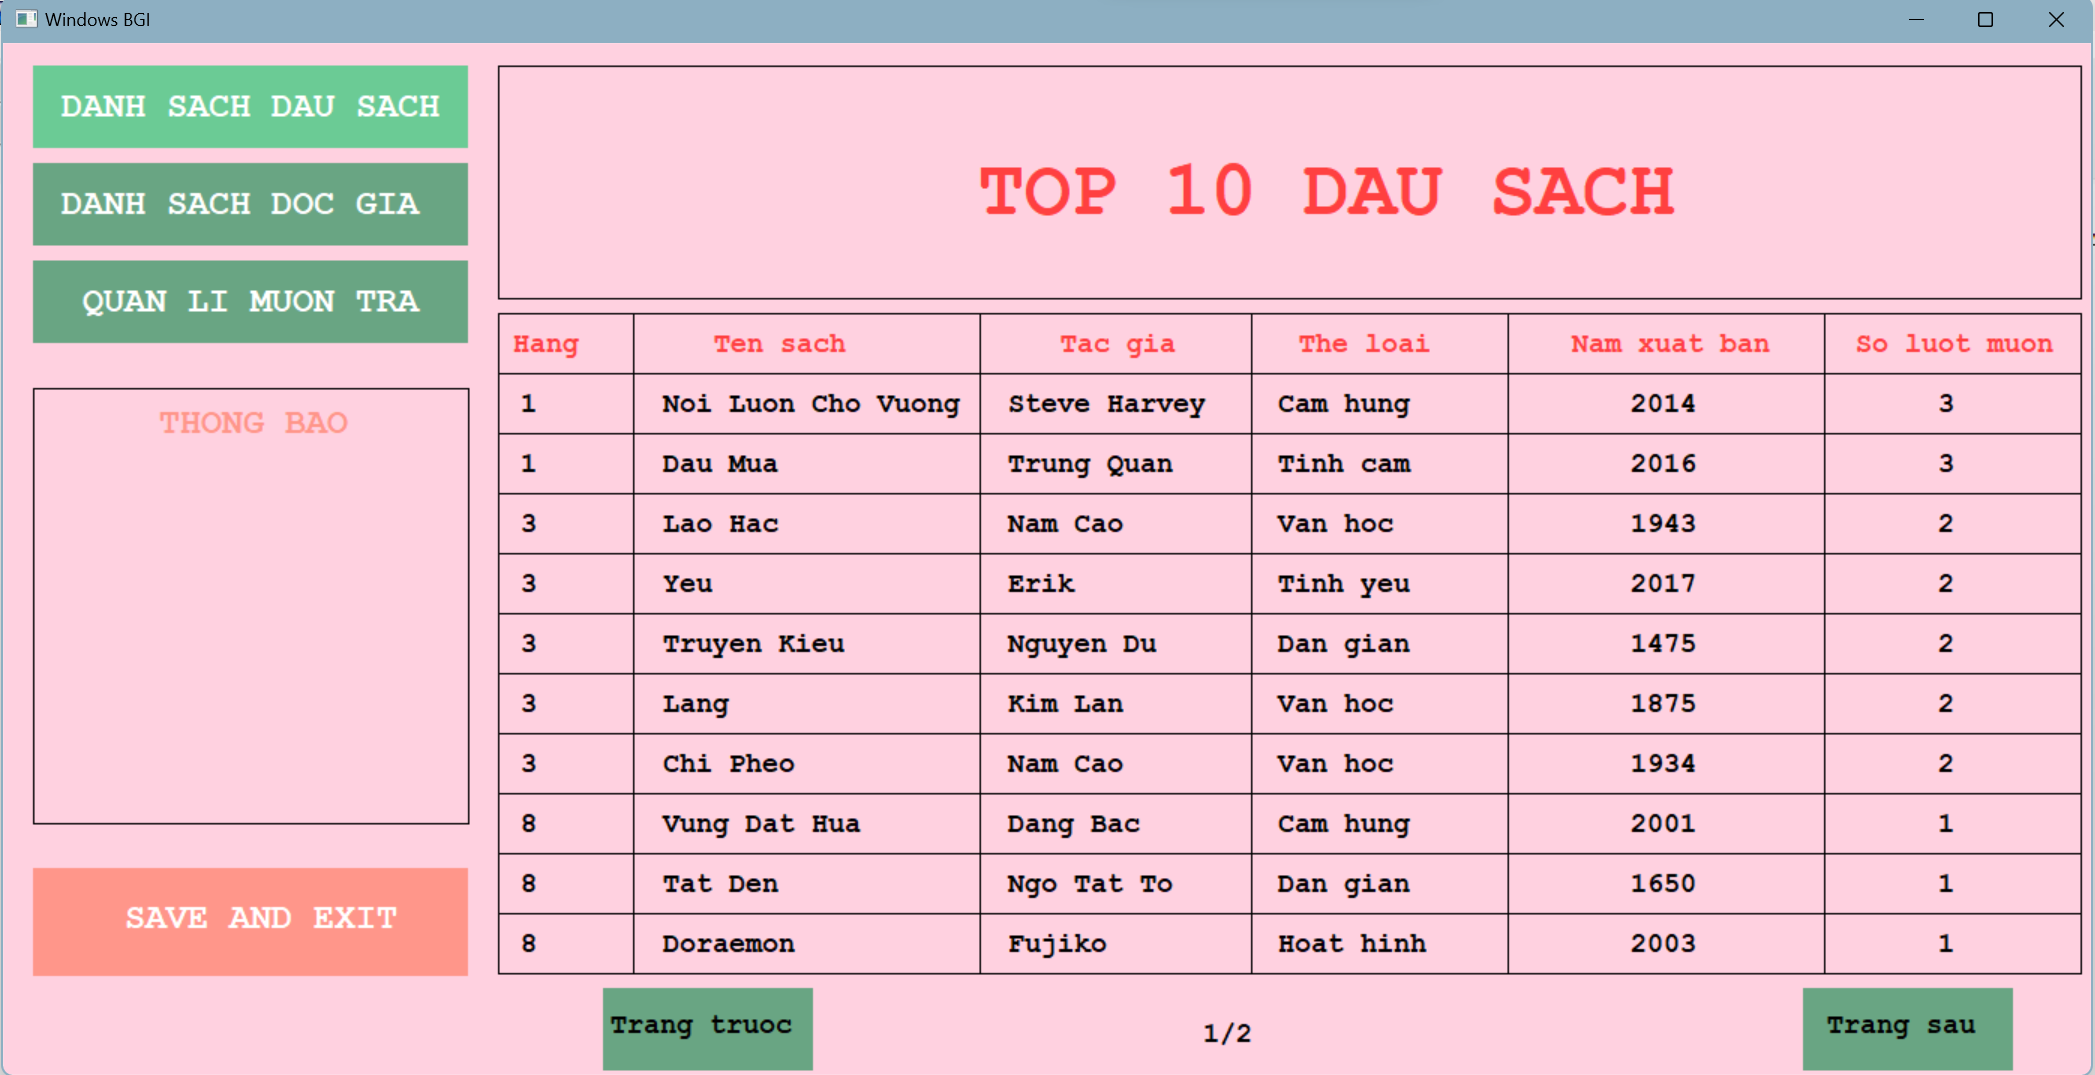 Windows BGI
DANH SACH DAU SACH
DANH SACH DOC GIA
QUAN LI MUON TRA
THONG BAO
SAVE AND EXIT
TOP 10 DAU SACH
Hang Ten sach Tac gia The loai Nam xuat ban So luot muon
1 Noi Luon Cho Vuong Steve Harvey Cam hung 2014 3
1 Dau Mua Trung Quan Tinh cam 2016 3
3 Lao Hac Nam Cao Van hoc 1943 2
3 Yeu Erik Tinh yeu 2017 2
3 Truyen Kieu Nguyen Du Dan gian 1475 2
3 Lang Kim Lan Van hoc 1875 2
3 Chi Pheo Nam Cao Van hoc 1934 2
8 Vung Dat Hua Dang Bac Cam hung 2001 1
8 Tat Den Ngo Tat To Dan gian 1650 1
8 Doraemon Fujiko Hoat hinh 2003 1
Trang truoc 1/2 Trang sau